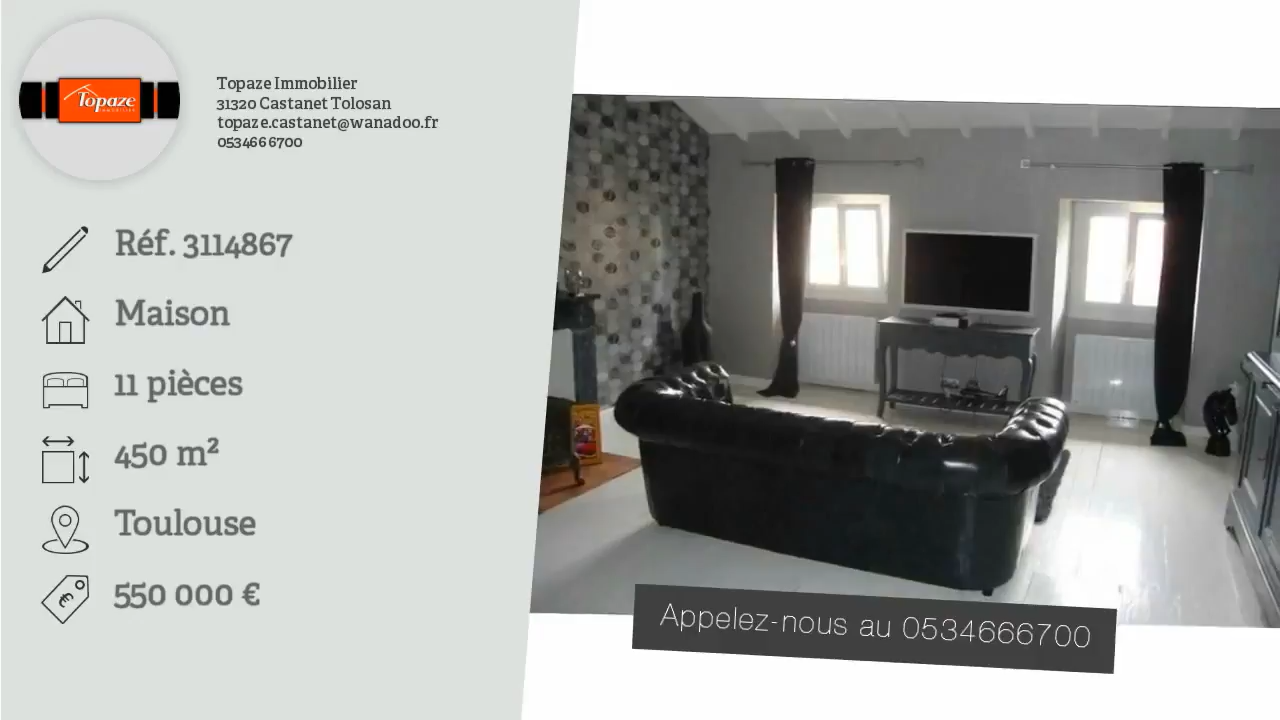 Topaze
Topaze Immobilier
31320 Castanet Tolosan
topaze.castanet@wanadoo.fr
0534666700
Réf. 3114867
Maison
11 pièces
450 m²
Toulouse
550 000 €
Appelez-nous au 0534666700